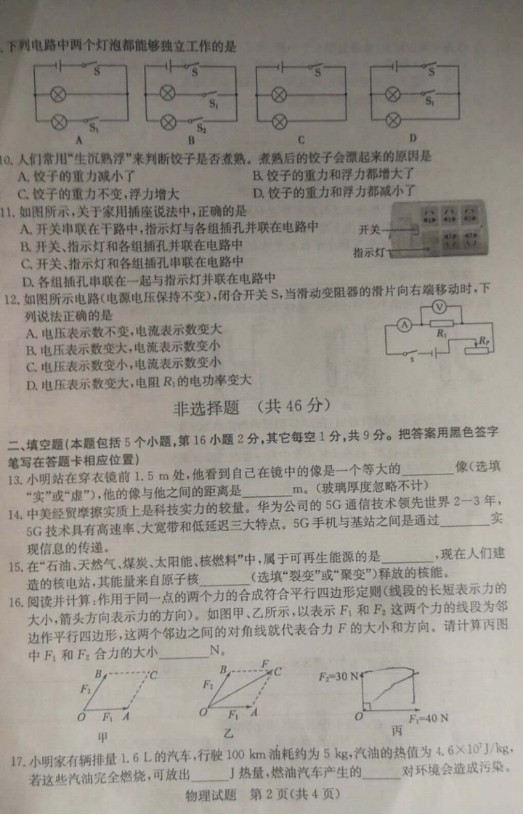 .下列电路中两个灯泡都能够独立工作的是
S S S S
S₁ S₁
S₁ S₂
A B C D
10.人们常用“生沉熟浮”来判断饺子是否煮熟。煮熟后的饺子会漂起来的原因是
A.饺子的重力减小了 B.饺子的重力和浮力都增大了
C.饺子的重力不变,浮力增大 D.饺子的重力和浮力都减小了
11.如图所示,关于家用插座说法中,正确的是
A.开关串联在干路中,指示灯与各组插孔并联在电路中
B.开关、指示灯和各组插孔并联在电路中
C.开关、指示灯和各组插孔串联在电路中
D.各组插孔串联在一起与指示灯并联在电路中
开关
指示灯
12.如图所示电路(电源电压保持不变),闭合开关S,当滑动变阻器的滑片向右端移动时,下
列说法正确的是
A.电压表示数不变,电流表示数变大
B.电压表示数变大,电流表示数变小
C.电压表示数变小,电流表示数变小
D.电压表示数变大,电阻R₁的电功率变大
V
A R₁
S RP
非选择题 (共46分)
二、填空题(本题包括5个小题,第16小题2分,其它每空1分,共9分。把答案用黑色签字
笔写在答题卡相应位置)
13.小明站在穿衣镜前1.5m处,他看到自己在镜中的像是一个等大的______像(选填
“实”或“虚”),他的像与他之间的距离是______m。(玻璃厚度忽略不计)
14.中美经贸摩擦实质上是科技实力的较量。华为公司的5G通信技术领先世界2—3年,
5G技术具有高速率、大宽带和低延迟三大特点。5G手机与基站之间是通过______实
现信息的传递。
15.在“石油、天然气、煤炭、太阳能、核燃料”中,属于可再生能源的是______,现在人们建
造的核电站,其能量来自原子核______(选填“裂变”或“聚变”)释放的核能。
16.阅读并计算:作用于同一点的两个力的合成符合平行四边形定则(线段的长短表示力的
大小,箭头方向表示力的方向)。如图甲、乙所示,以表示F₁和F₂这两个力的线段为邻
边作平行四边形,这两个邻边之间的对角线就代表合力F的大小和方向。请计算丙图
中F₁和F₂合力的大小______N。
B C B F C F₂=30 N
F₂ F₂
O F₁ A O F₁ A O F₁=40 N
甲 乙 丙
17.小明家有辆排量1.6L的汽车,行驶100km油耗约为5kg,汽油的热值为4.6×10⁷J/kg,
若这些汽油完全燃烧,可放出______J热量,燃油汽车产生的______对环境会造成污染。
物理试题 第2页(共4页)